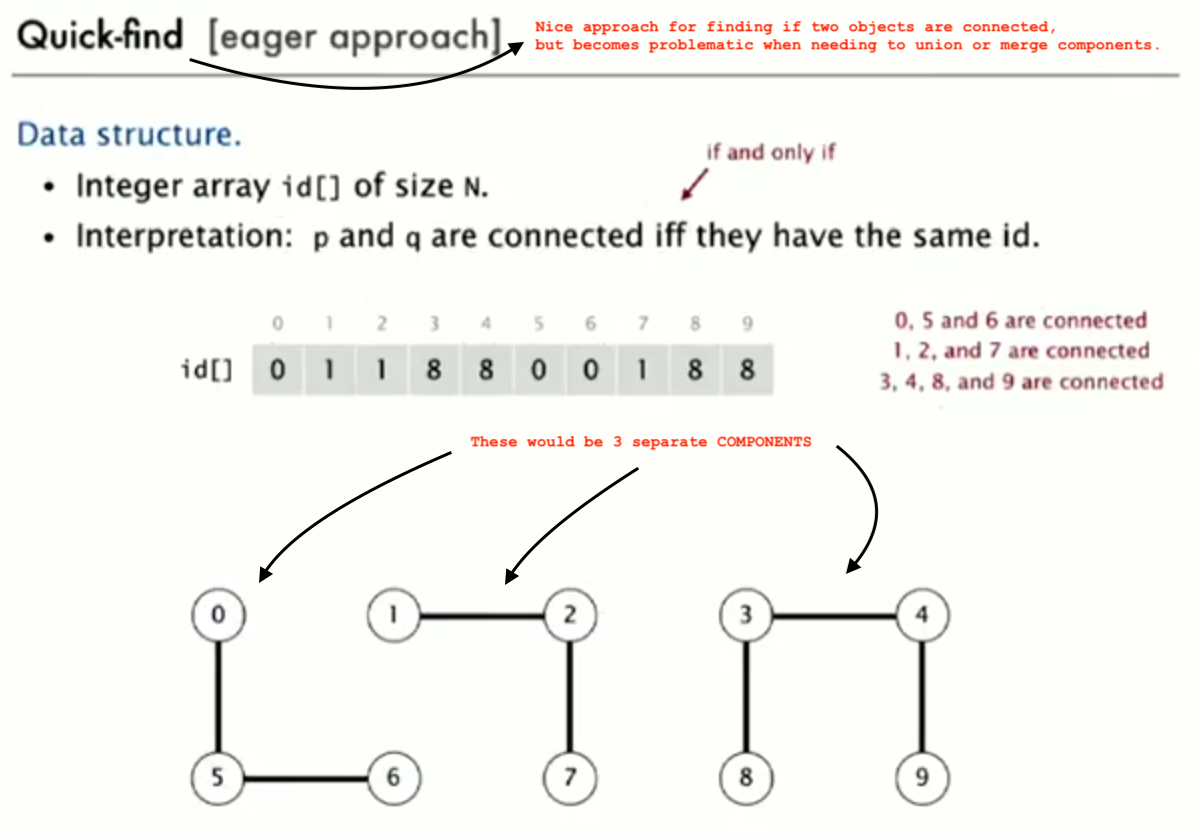 Quick-find [eager approach]
Nice approach for finding if two objects are connected,
but becomes problematic when needing to union or merge components.
Data structure.
if and only if
• Integer array id[] of size N.
• Interpretation: p and q are connected iff they have the same id.
0 1 2 3 4 5 6 7 8 9
id[] 0 1 1 8 8 0 0 1 8 8
0, 5 and 6 are connected
1, 2, and 7 are connected
3, 4, 8, and 9 are connected
These would be 3 separate COMPONENTS
0 1 2 3 4
5 6 7 8 9